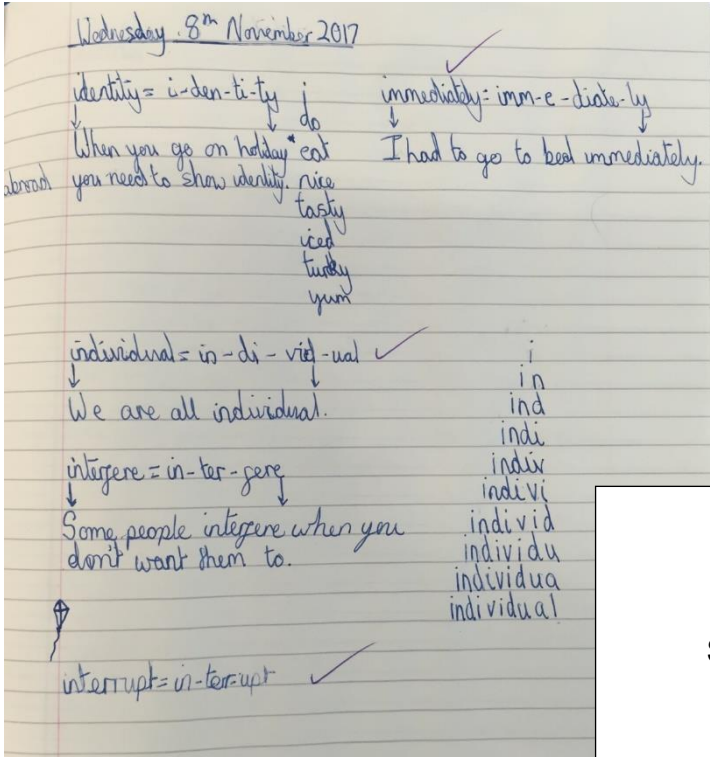 Wednesday 8th November 2017
identity = i-den-ti-ty
When you go on holiday *
abroad
you need to show identity.
i
do
eat
nice
tasty
iced
turkey
yum
immediately = imm-e-diate-ly
I had to go to bed immediately.
individual = in-di-vid-ual
We are all individual.
interfere = in-ter-fere
Some people interfere when you
don't want them to.
i
in
ind
indi
indiv
indivi
individ
individu
individua
individual
interrupt = in-ter-rupt